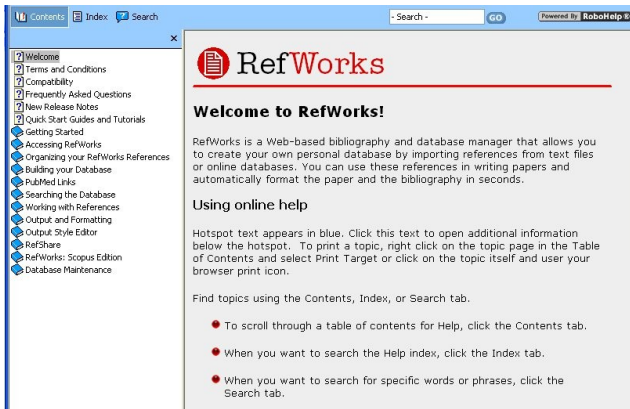 Contents Index Search
- Search -
GO
Powered By RoboHelp®
×
Welcome
Terms and Conditions
Compatibility
Frequently Asked Questions
New Release Notes
Quick Start Guides and Tutorials
Getting Started
Accessing RefWorks
Organizing your RefWorks References
Building your Database
PubMed Links
Searching the Database
Working with References
Output and Formatting
Output Style Editor
RefShare
RefWorks: Scopus Edition
Database Maintenance
RefWorks
Welcome to RefWorks!
RefWorks is a Web-based bibliography and database manager that allows you
to create your own personal database by importing references from text files
or online databases. You can use these references in writing papers and
automatically format the paper and the bibliography in seconds.
Using online help
Hotspot text appears in blue. Click this text to open additional information
below the hotspot. To print a topic, right click on the topic page in the Table
of Contents and select Print Target or click on the topic itself and user your
browser print icon.
Find topics using the Contents, Index, or Search tab.
To scroll through a table of contents for Help, click the Contents tab.
When you want to search the Help index, click the Index tab.
When you want to search for specific words or phrases, click the
Search tab.